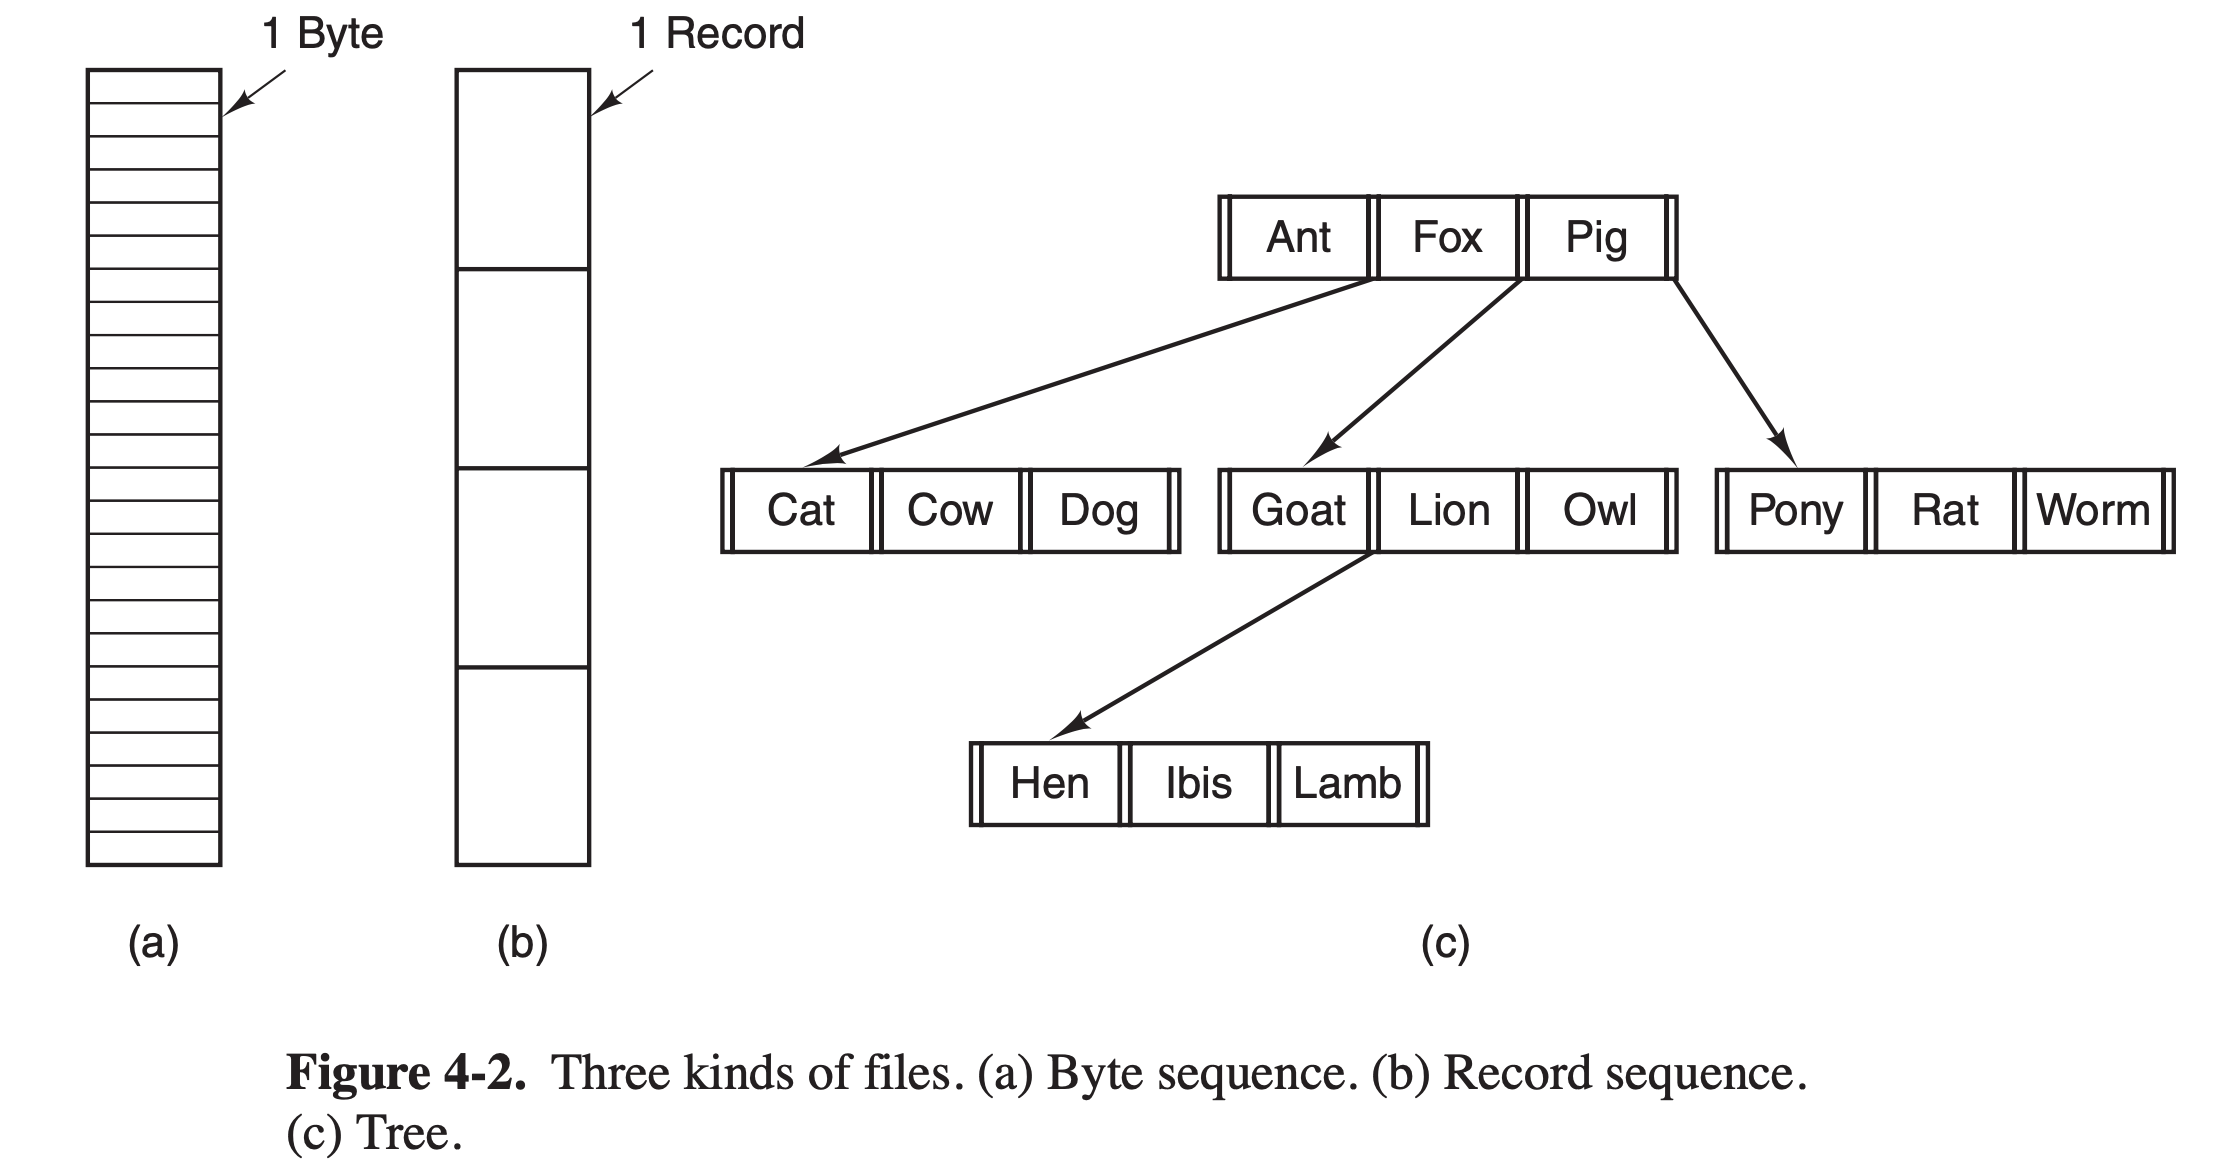 1 Byte
1 Record
Ant Fox Pig
Cat Cow Dog Goat Lion Owl Pony Rat Worm
Hen Ibis Lamb
(a) (b) (c)
Figure 4-2. Three kinds of files. (a) Byte sequence. (b) Record sequence.
(c) Tree.